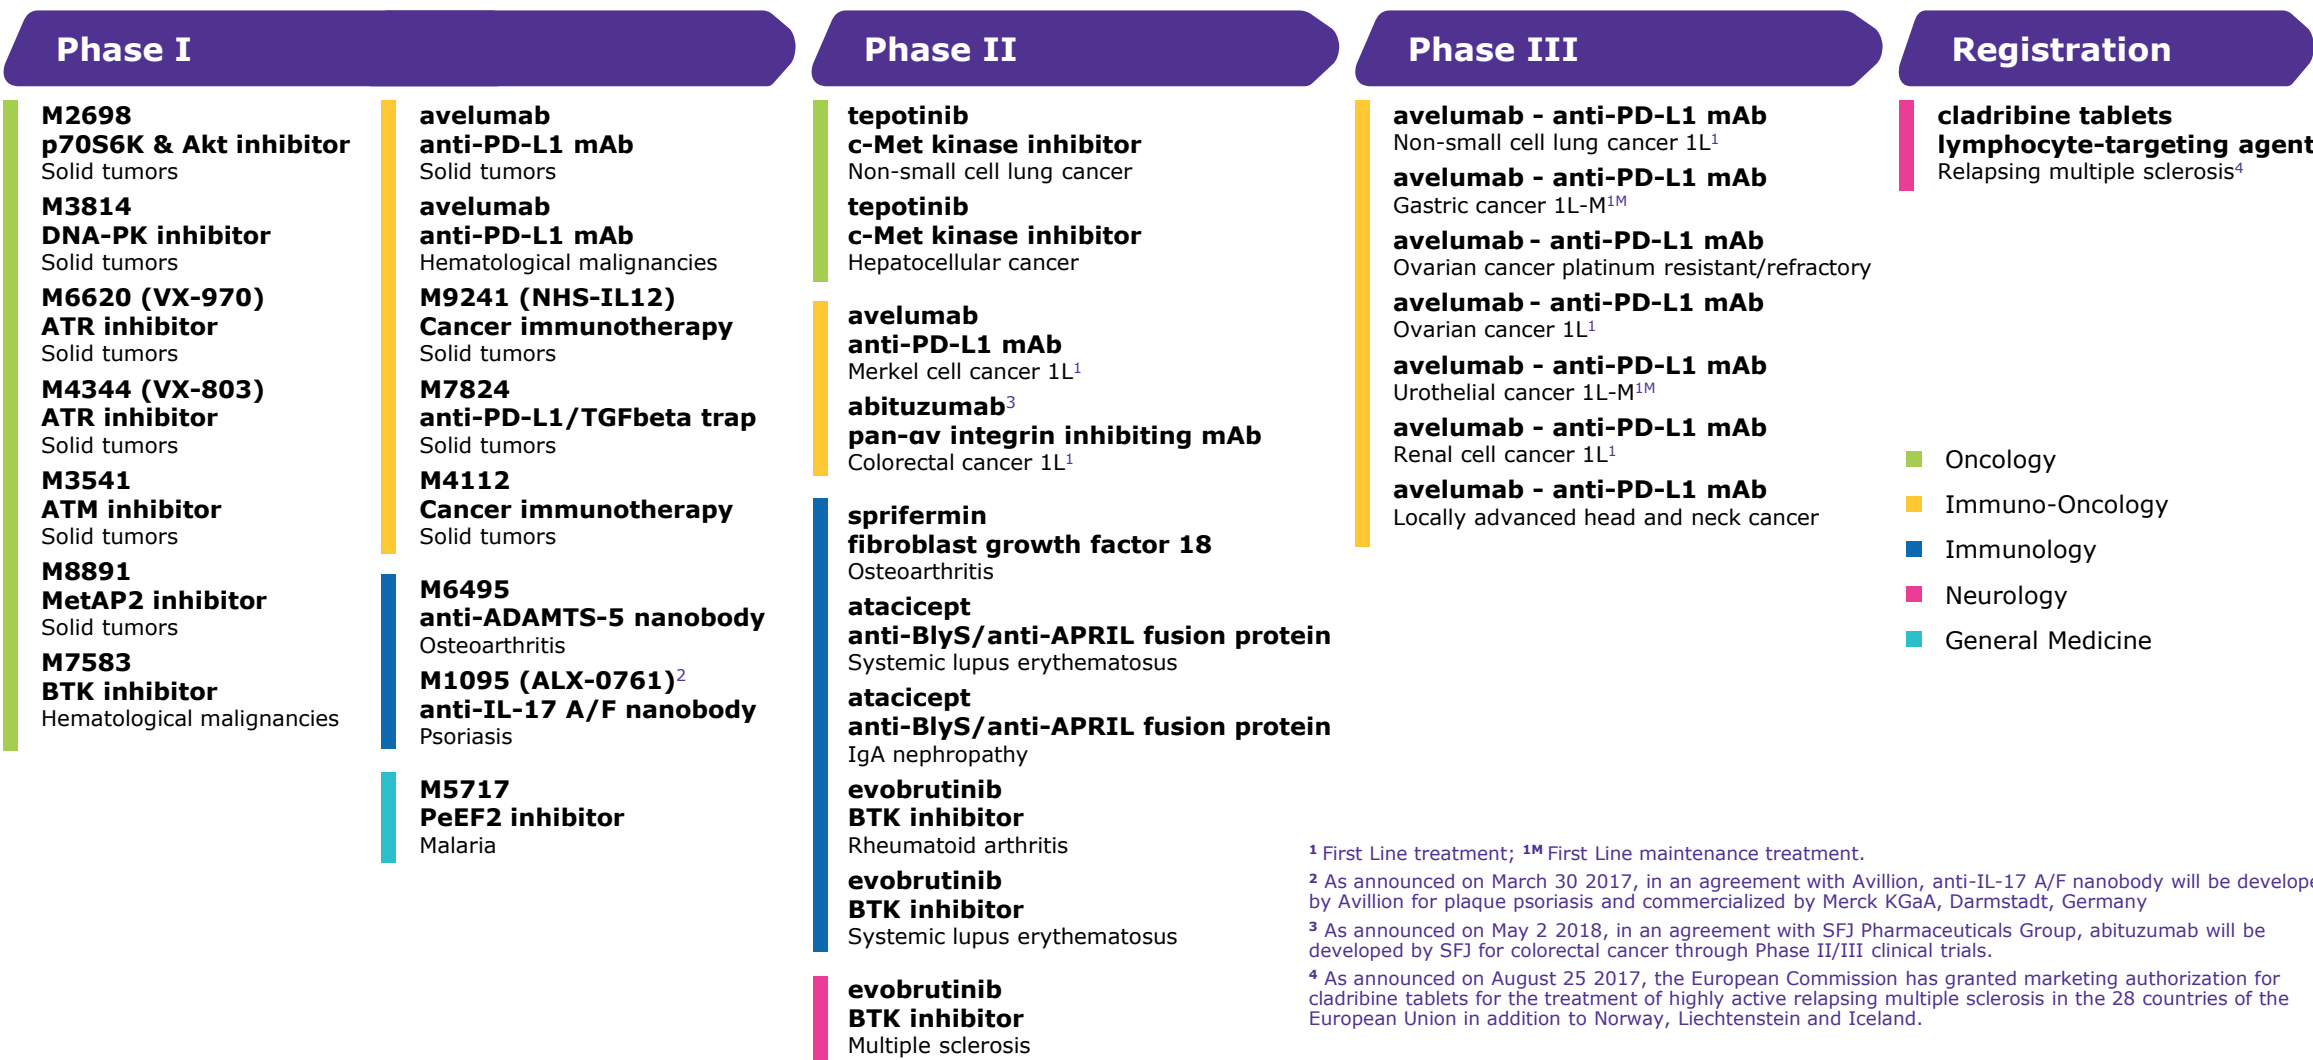 Phase I
M2698
p70S6K & Akt inhibitor
Solid tumors
M3814
DNA-PK inhibitor
Solid tumors
M6620 (VX-970)
ATR inhibitor
Solid tumors
M4344 (VX-803)
ATR inhibitor
Solid tumors
M3541
ATM inhibitor
Solid tumors
M8891
MetAP2 inhibitor
Solid tumors
M7583
BTK inhibitor
Hematological malignancies
avelumab
anti-PD-L1 mAb
Solid tumors
avelumab
anti-PD-L1 mAb
Hematological malignancies
M9241 (NHS-IL12)
Cancer immunotherapy
Solid tumors
M7824
anti-PD-L1/TGFbeta trap
Solid tumors
M4112
Cancer immunotherapy
Solid tumors
M6495
anti-ADAMTS-5 nanobody
Osteoarthritis
M1095 (ALX-0761)²
anti-IL-17 A/F nanobody
Psoriasis
M5717
PeEF2 inhibitor
Malaria
Phase II
tepotinib
c-Met kinase inhibitor
Non-small cell lung cancer
tepotinib
c-Met kinase inhibitor
Hepatocellular cancer
avelumab
anti-PD-L1 mAb
Merkel cell cancer 1L¹
abituzumab³
pan-αv integrin inhibiting mAb
Colorectal cancer 1L¹
sprifermin
fibroblast growth factor 18
Osteoarthritis
atacicept
anti-BlyS/anti-APRIL fusion protein
Systemic lupus erythematosus
atacicept
anti-BlyS/anti-APRIL fusion protein
IgA nephropathy
evobrutinib
BTK inhibitor
Rheumatoid arthritis
evobrutinib
BTK inhibitor
Systemic lupus erythematosus
evobrutinib
BTK inhibitor
Multiple sclerosis
Phase III
avelumab - anti-PD-L1 mAb
Non-small cell lung cancer 1L¹
avelumab - anti-PD-L1 mAb
Gastric cancer 1L-M¹ᴹ
avelumab - anti-PD-L1 mAb
Ovarian cancer platinum resistant/refractory
avelumab - anti-PD-L1 mAb
Ovarian cancer 1L¹
avelumab - anti-PD-L1 mAb
Urothelial cancer 1L-M¹ᴹ
avelumab - anti-PD-L1 mAb
Renal cell cancer 1L¹
avelumab - anti-PD-L1 mAb
Locally advanced head and neck cancer
Registration
cladribine tablets
lymphocyte-targeting agent
Relapsing multiple sclerosis⁴
Oncology
Immuno-Oncology
Immunology
Neurology
General Medicine
¹ First Line treatment; ¹ᴹ First Line maintenance treatment.
² As announced on March 30 2017, in an agreement with Avillion, anti-IL-17 A/F nanobody will be develope
by Avillion for plaque psoriasis and commercialized by Merck KGaA, Darmstadt, Germany
³ As announced on May 2 2018, in an agreement with SFJ Pharmaceuticals Group, abituzumab will be
developed by SFJ for colorectal cancer through Phase II/III clinical trials.
⁴ As announced on August 25 2017, the European Commission has granted marketing authorization for
cladribine tablets for the treatment of highly active relapsing multiple sclerosis in the 28 countries of the
European Union in addition to Norway, Liechtenstein and Iceland.